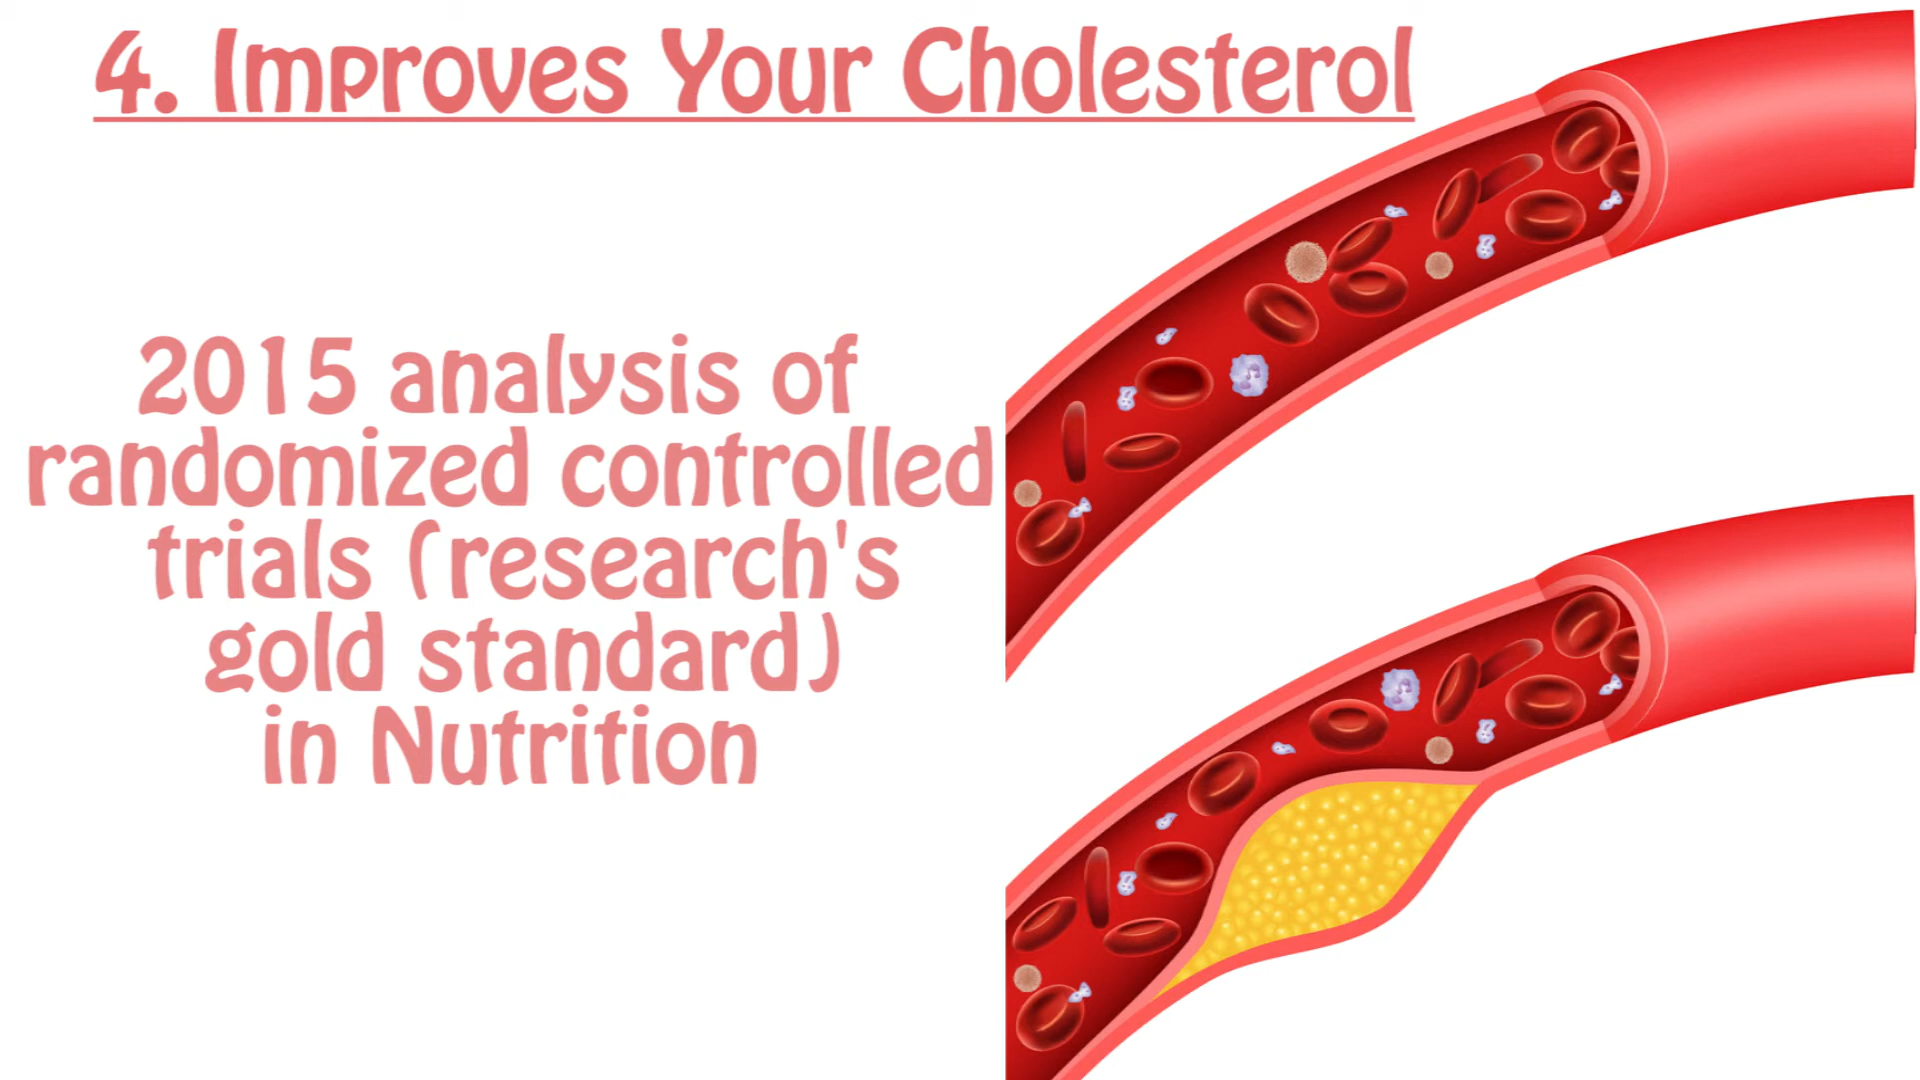 4. Improves Your Cholesterol
2015 analysis of
randomized controlled
trials (research's
gold standard)
in Nutrition